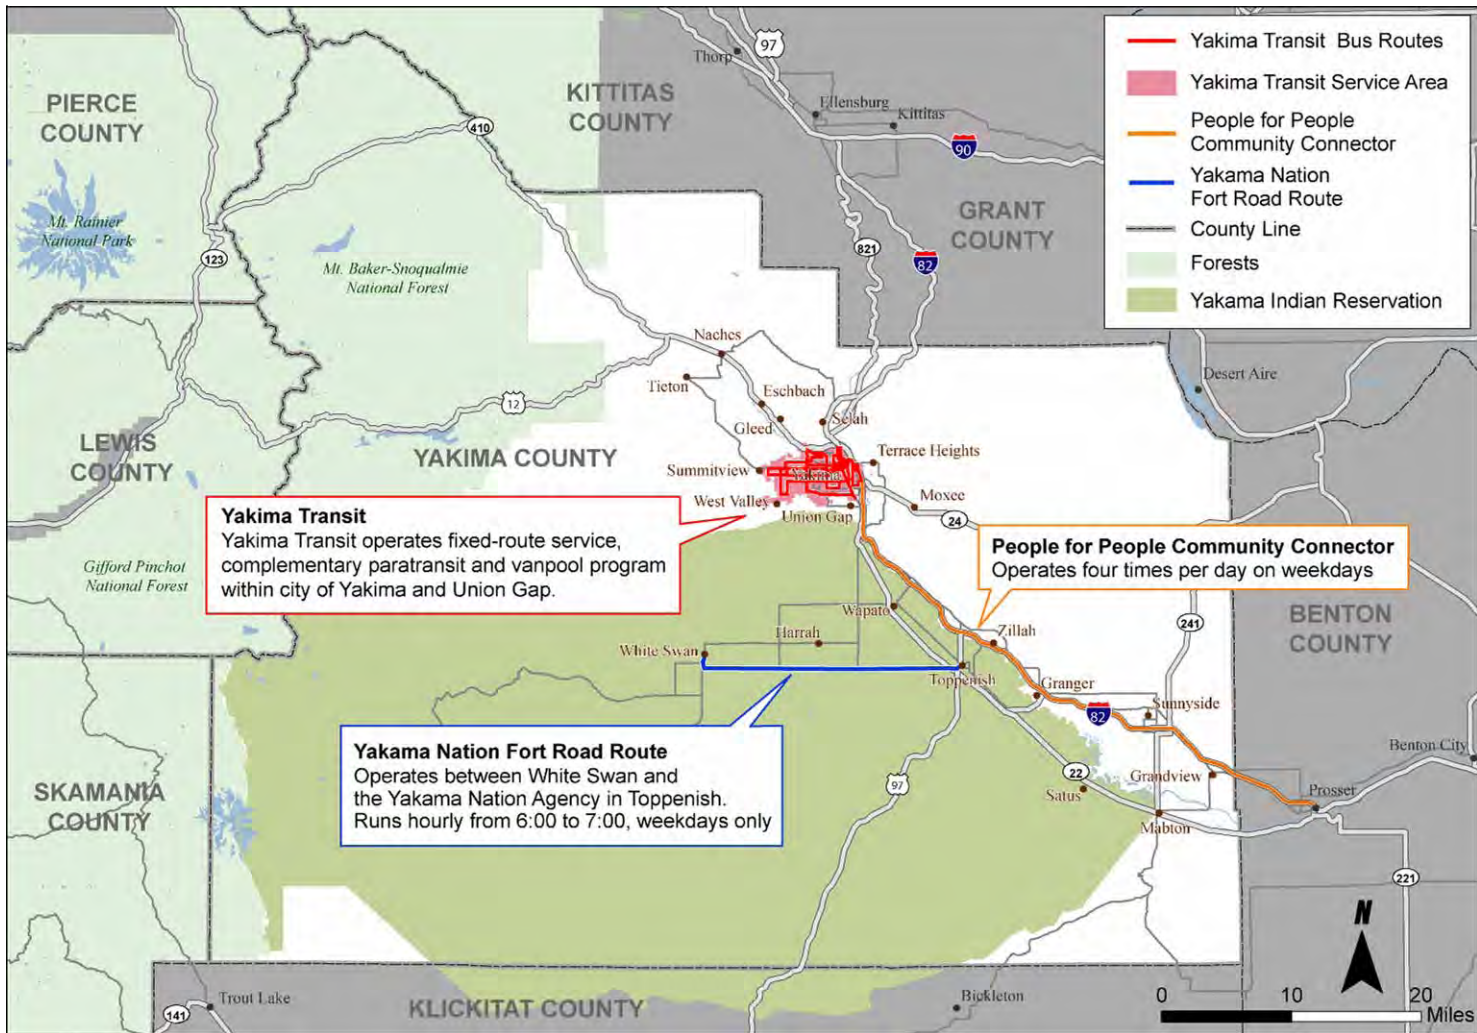 Yakima Transit Bus Routes
Yakima Transit Service Area
People for People
Community Connector
Yakama Nation
Fort Road Route
County Line
Forests
Yakama Indian Reservation
PIERCE
COUNTY
KITTITAS
COUNTY
GRANT
COUNTY
LEWIS
COUNTY
YAKIMA COUNTY
BENTON
COUNTY
SKAMANIA
COUNTY
KLICKITAT COUNTY
Mt. Rainier
National Park
Mt. Baker-Snoqualmie
National Forest
Gifford Pinchot
National Forest
97
Thorp
Ellensburg
Kittitas
410
90
821
82
123
12
Naches
Tieton
Eschbach
Gleed
Selah
Desert Aire
Summitview
Yakima
Terrace Heights
West Valley
Union Gap
Moxee
24
Yakima Transit
Yakima Transit operates fixed-route service,
complementary paratransit and vanpool program
within city of Yakima and Union Gap.
People for People Community Connector
Operates four times per day on weekdays
Wapato
Harrah
Zillah
241
White Swan
Toppenish
Granger
Sunnyside
82
Yakama Nation Fort Road Route
Operates between White Swan and
the Yakama Nation Agency in Toppenish.
Runs hourly from 6:00 to 7:00, weekdays only
Benton City
22
Grandview
97
Satus
Prosser
Mabton
221
N
Trout Lake
141
Bickleton
0 10 20
Miles